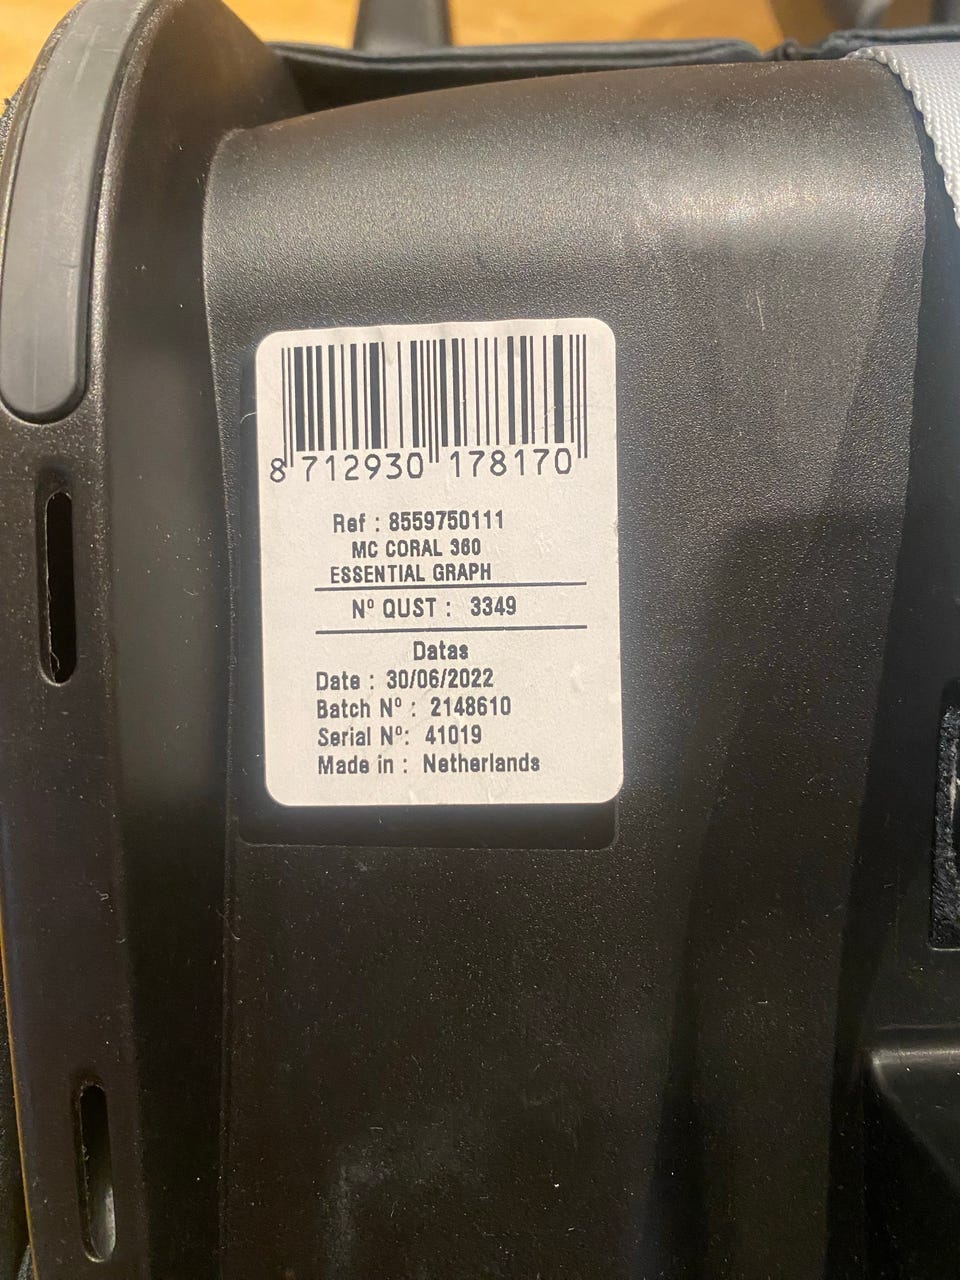 8 712930 178170
Ref : 8559750111
MC CORAL 360
ESSENTIAL GRAPH
Nº QUST : 3349
Datas
Date : 30/06/2022
Batch Nº : 2148610
Serial Nº: 41019
Made in : Netherlands